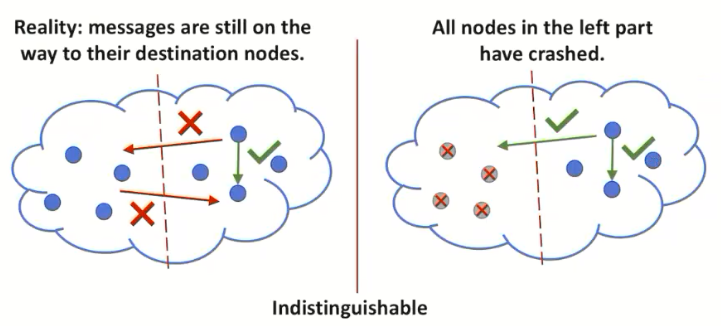 Reality: messages are still on the
way to their destination nodes.
All nodes in the left part
have crashed.
Indistinguishable